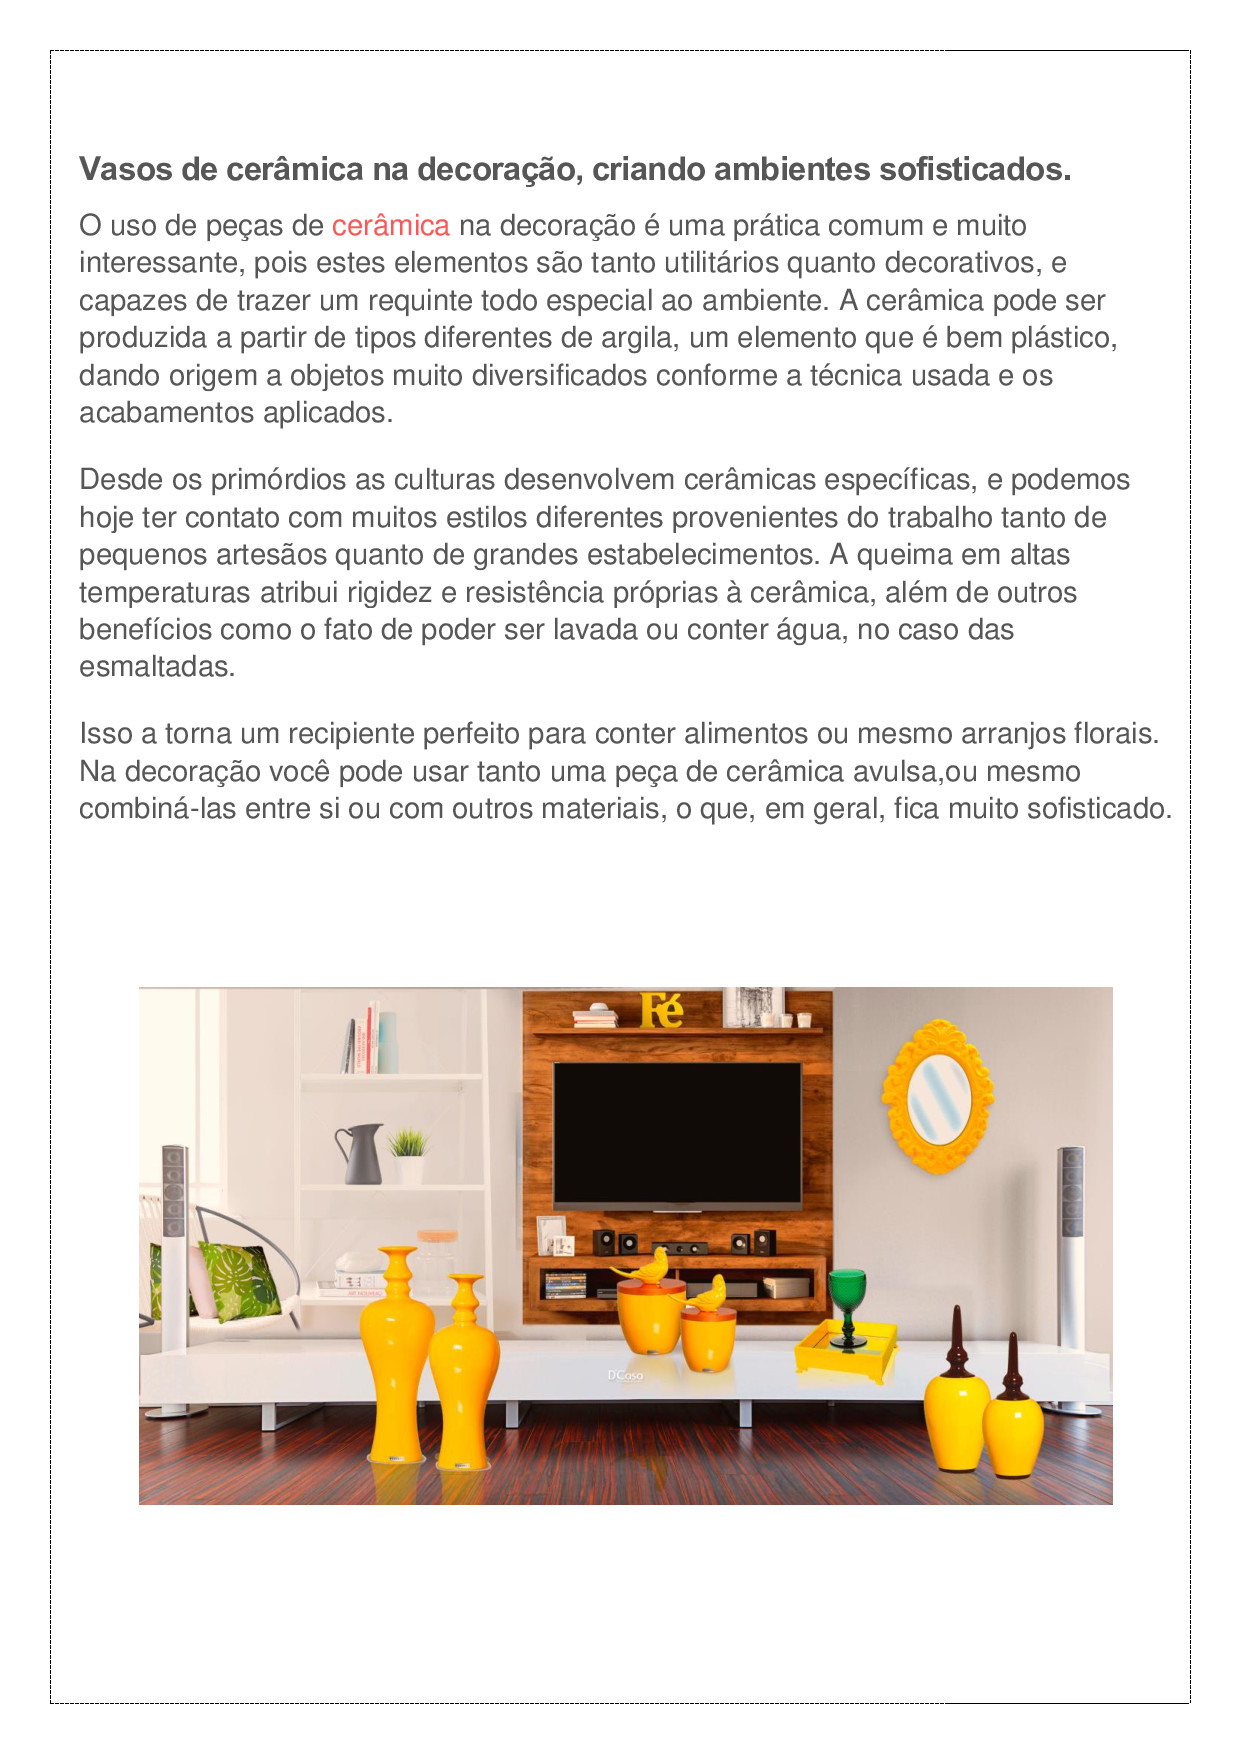 Vasos de cerâmica na decoração, criando ambientes sofisticados.
O uso de peças de cerâmica na decoração é uma prática comum e muito
interessante, pois estes elementos são tanto utilitários quanto decorativos, e
capazes de trazer um requinte todo especial ao ambiente. A cerâmica pode ser
produzida a partir de tipos diferentes de argila, um elemento que é bem plástico,
dando origem a objetos muito diversificados conforme a técnica usada e os
acabamentos aplicados.
Desde os primórdios as culturas desenvolvem cerâmicas específicas, e podemos
hoje ter contato com muitos estilos diferentes provenientes do trabalho tanto de
pequenos artesãos quanto de grandes estabelecimentos. A queima em altas
temperaturas atribui rigidez e resistência próprias à cerâmica, além de outros
benefícios como o fato de poder ser lavada ou conter água, no caso das
esmaltadas.
Isso a torna um recipiente perfeito para conter alimentos ou mesmo arranjos florais.
Na decoração você pode usar tanto uma peça de cerâmica avulsa,ou mesmo
combiná-las entre si ou com outros materiais, o que, em geral, fica muito sofisticado.
Fé
DCasa